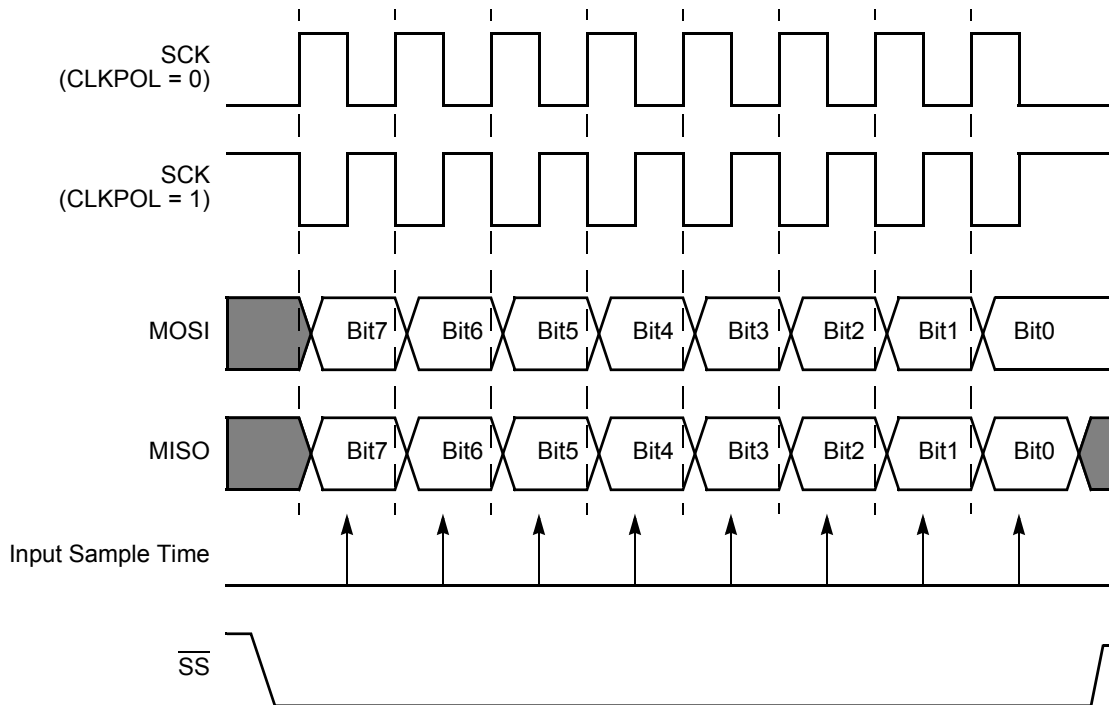 SCK
(CLKPOL = 0)
SCK
(CLKPOL = 1)
MOSI Bit7 Bit6 Bit5 Bit4 Bit3 Bit2 Bit1 Bit0
MISO Bit7 Bit6 Bit5 Bit4 Bit3 Bit2 Bit1 Bit0
Input Sample Time
SS